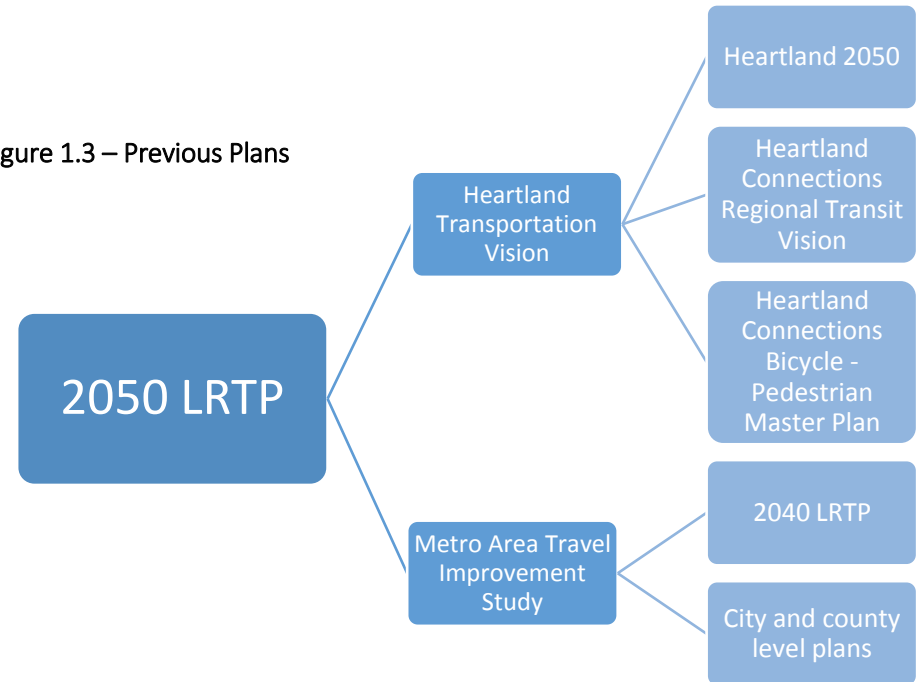 gure 1.3 – Previous Plans
2050 LRTP
Heartland
Transportation
Vision
Metro Area Travel
Improvement
Study
Heartland 2050
Heartland
Connections
Regional Transit
Vision
Heartland
Connections
Bicycle -
Pedestrian
Master Plan
2040 LRTP
City and county
level plans